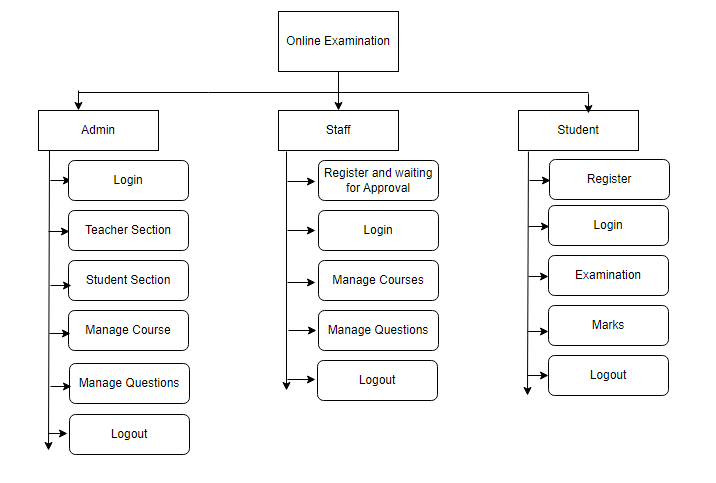 Online Examination
Admin
Staff
Student
Login
Teacher Section
Student Section
Manage Course
Manage Questions
Logout
Register and waiting
for Approval
Login
Manage Courses
Manage Questions
Logout
Register
Login
Examination
Marks
Logout